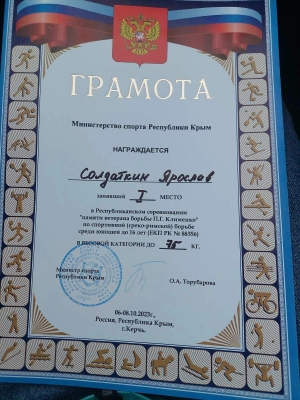 ГРАМОТА
Министерство спорта Республики Крым
НАГРАЖДАЕТСЯ
Солдаткин Ярослав
занявший I МЕСТО
в Республиканском соревновании
"памяти ветерана борьбы П.Г. Клименко"
по спортивной (греко-римской) борьбе
среди юношей до 16 лет (ЕКП РК № 88356)
В ВЕСОВОЙ КАТЕГОРИИ ДО 75 КГ.
Министр спорта
Республики Крым
О.А. Торубарова
06-08.10.2023г.,
Россия, Республика Крым,
г.Керчь.